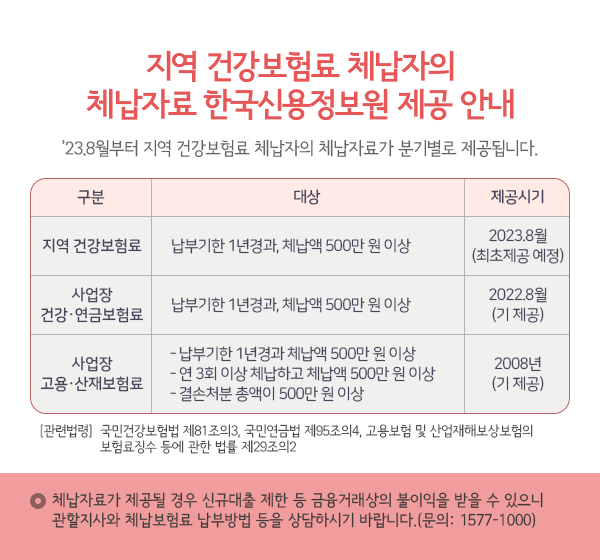 지역 건강보험료 체납자의
체납자료 한국신용정보원 제공 안내
'23.8월부터 지역 건강보험료 체납자의 체납자료가 분기별로 제공됩니다.
구분 대상 제공시기
지역 건강보험료 납부기한 1년경과, 체납액 500만 원 이상 2023.8월
(최초제공 예정)
사업장
건강·연금보험료 납부기한 1년경과, 체납액 500만 원 이상 2022.8월
(기 제공)
사업장
고용·산재보험료
- 납부기한 1년경과 체납액 500만 원 이상
- 연 3회 이상 체납하고 체납액 500만 원 이상
- 결손처분 총액이 500만 원 이상
2008년
(기 제공)
[관련법령] 국민건강보험법 제81조의3, 국민연금법 제95조의4, 고용보험 및 산업재해보상보험의
보험료징수 등에 관한 법률 제29조의2
체납자료가 제공될 경우 신규대출 제한 등 금융거래상의 불이익을 받을 수 있으니
관할지사와 체납보험료 납부방법 등을 상담하시기 바랍니다.(문의: 1577-1000)